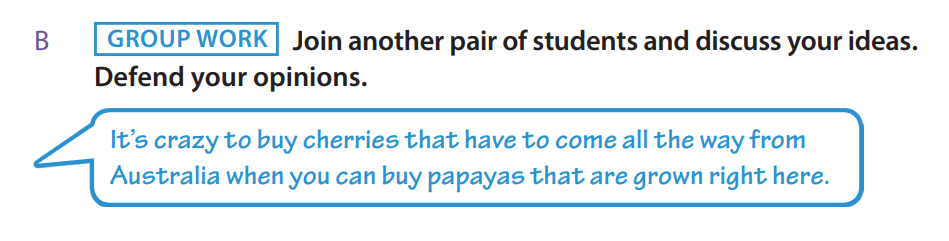 B GROUP WORK Join another pair of students and discuss your ideas.
Defend your opinions.
It's crazy to buy cherries that have to come all the way from
Australia when you can buy papayas that are grown right here.